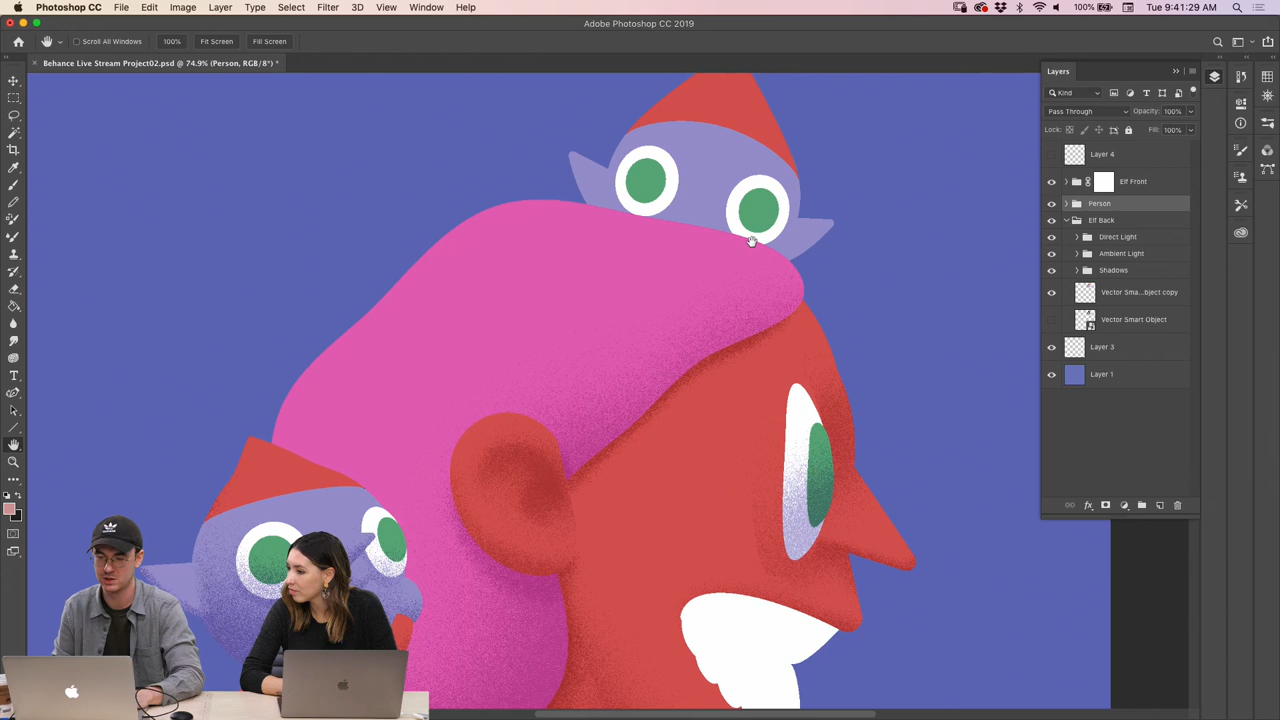 Photoshop CC File Edit Image Layer Type Select Filter 3D View Window Help 100% Tue 9:41:29 AM
Adobe Photoshop CC 2019
Scroll All Windows 100% Fit Screen Fill Screen
× Behance Live Stream Project02.psd @ 74.9% (Person, RGB/8*) *
Layers
Kind
Pass Through Opacity: 100%
Lock: Fill: 100%
Layer 4
Elf Front
Person
Elf Back
Direct Light
Ambient Light
Shadows
Vector Sma...bject copy
Vector Smart Object
Layer 3
Layer 1
fx